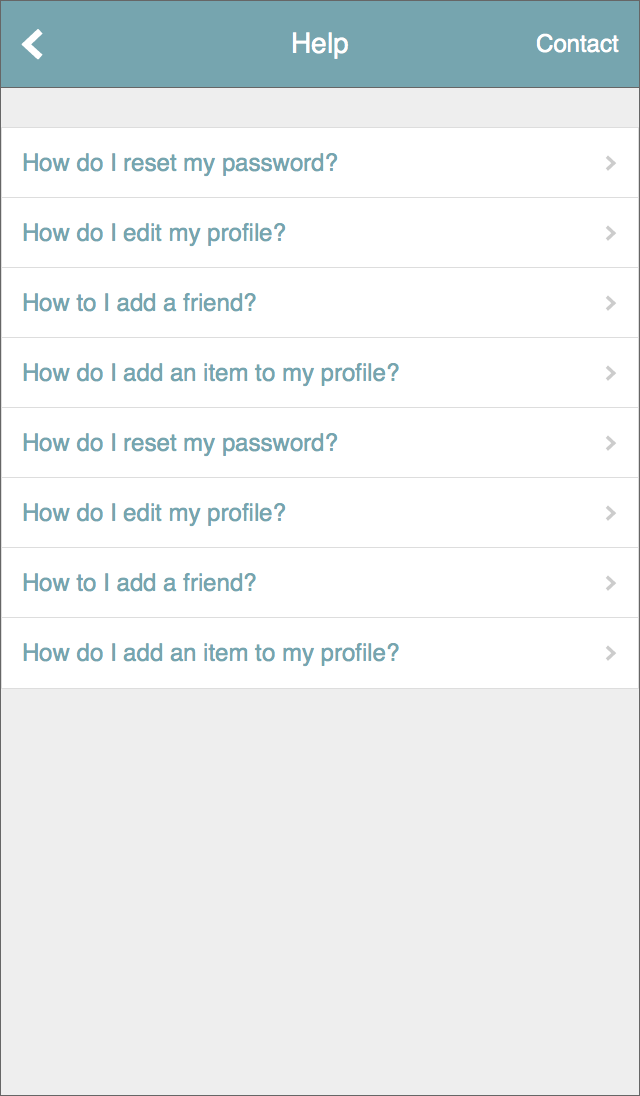 Help
Contact
How do I reset my password?
How do I edit my profile?
How to I add a friend?
How do I add an item to my profile?
How do I reset my password?
How do I edit my profile?
How to I add a friend?
How do I add an item to my profile?